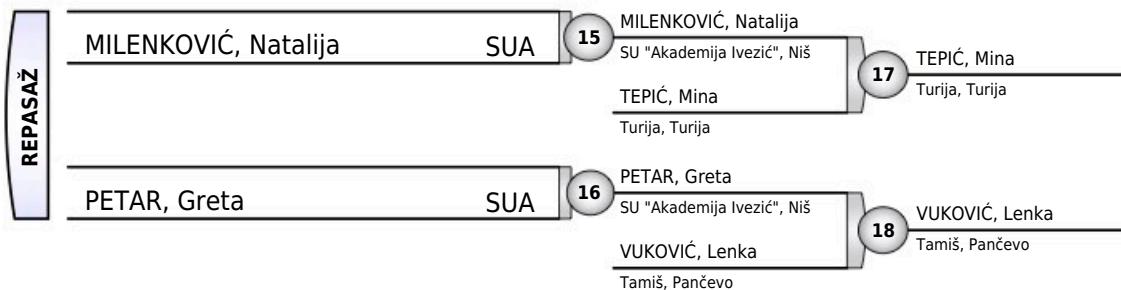 REPASAŽ
MILENKOVIĆ, Natalija SUA
15
MILENKOVIĆ, Natalija
SU "Akademija Ivezić", Niš
TEPIĆ, Mina
Turija, Turija
17
TEPIĆ, Mina
Turija, Turija
PETAR, Greta SUA
16
PETAR, Greta
SU "Akademija Ivezić", Niš
VUKOVIĆ, Lenka
Tamiš, Pančevo
18
VUKOVIĆ, Lenka
Tamiš, Pančevo